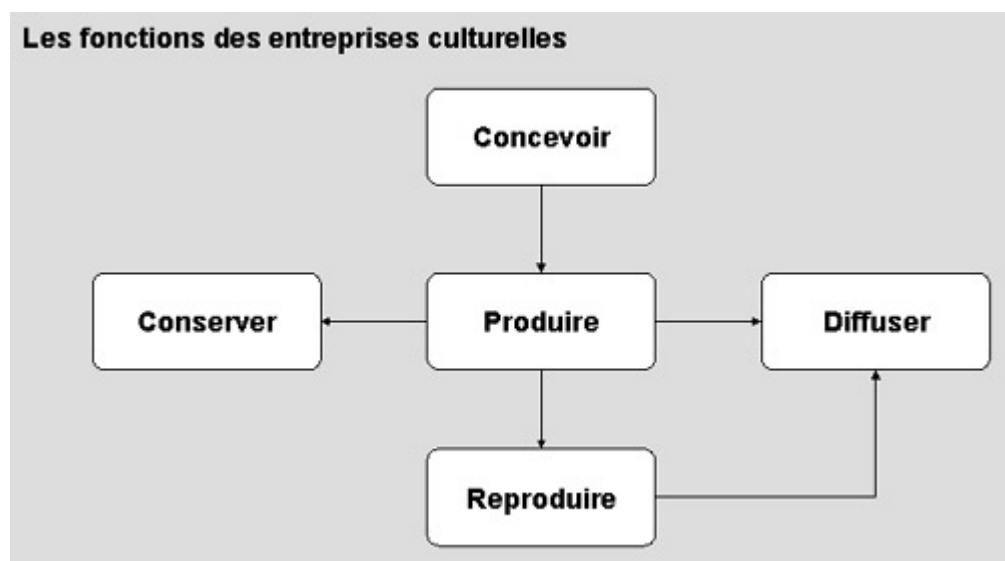 Les fonctions des entreprises culturelles
Concevoir
Conserver
Produire
Diffuser
Reproduire